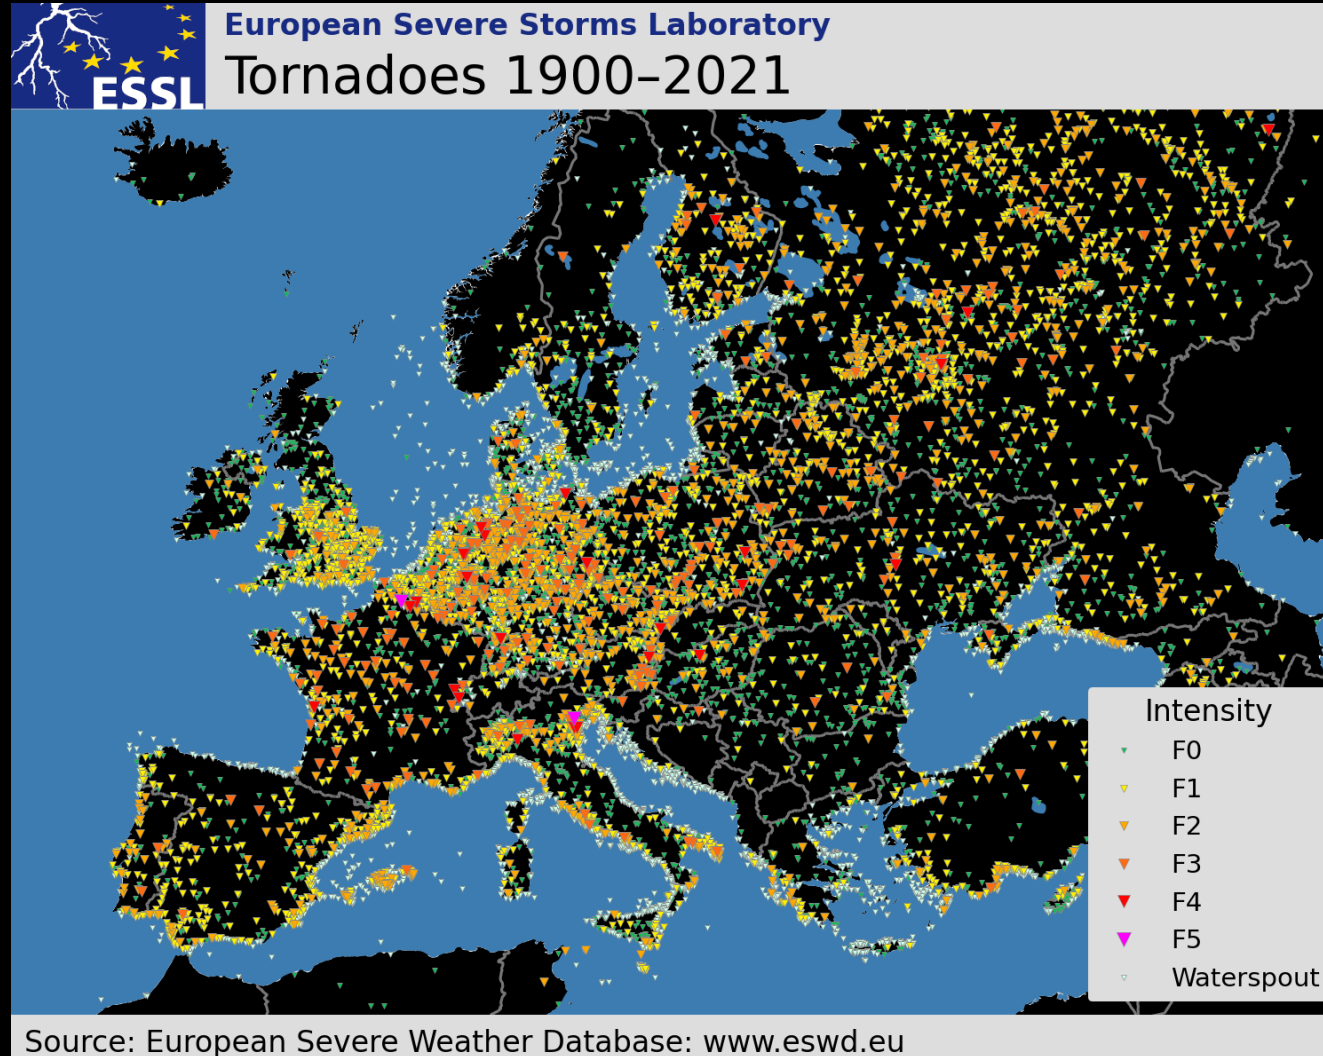 ESSL
European Severe Storms Laboratory
Tornadoes 1900–2021
Intensity
F0
F1
F2
F3
F4
F5
Waterspout
Source: European Severe Weather Database: www.eswd.eu